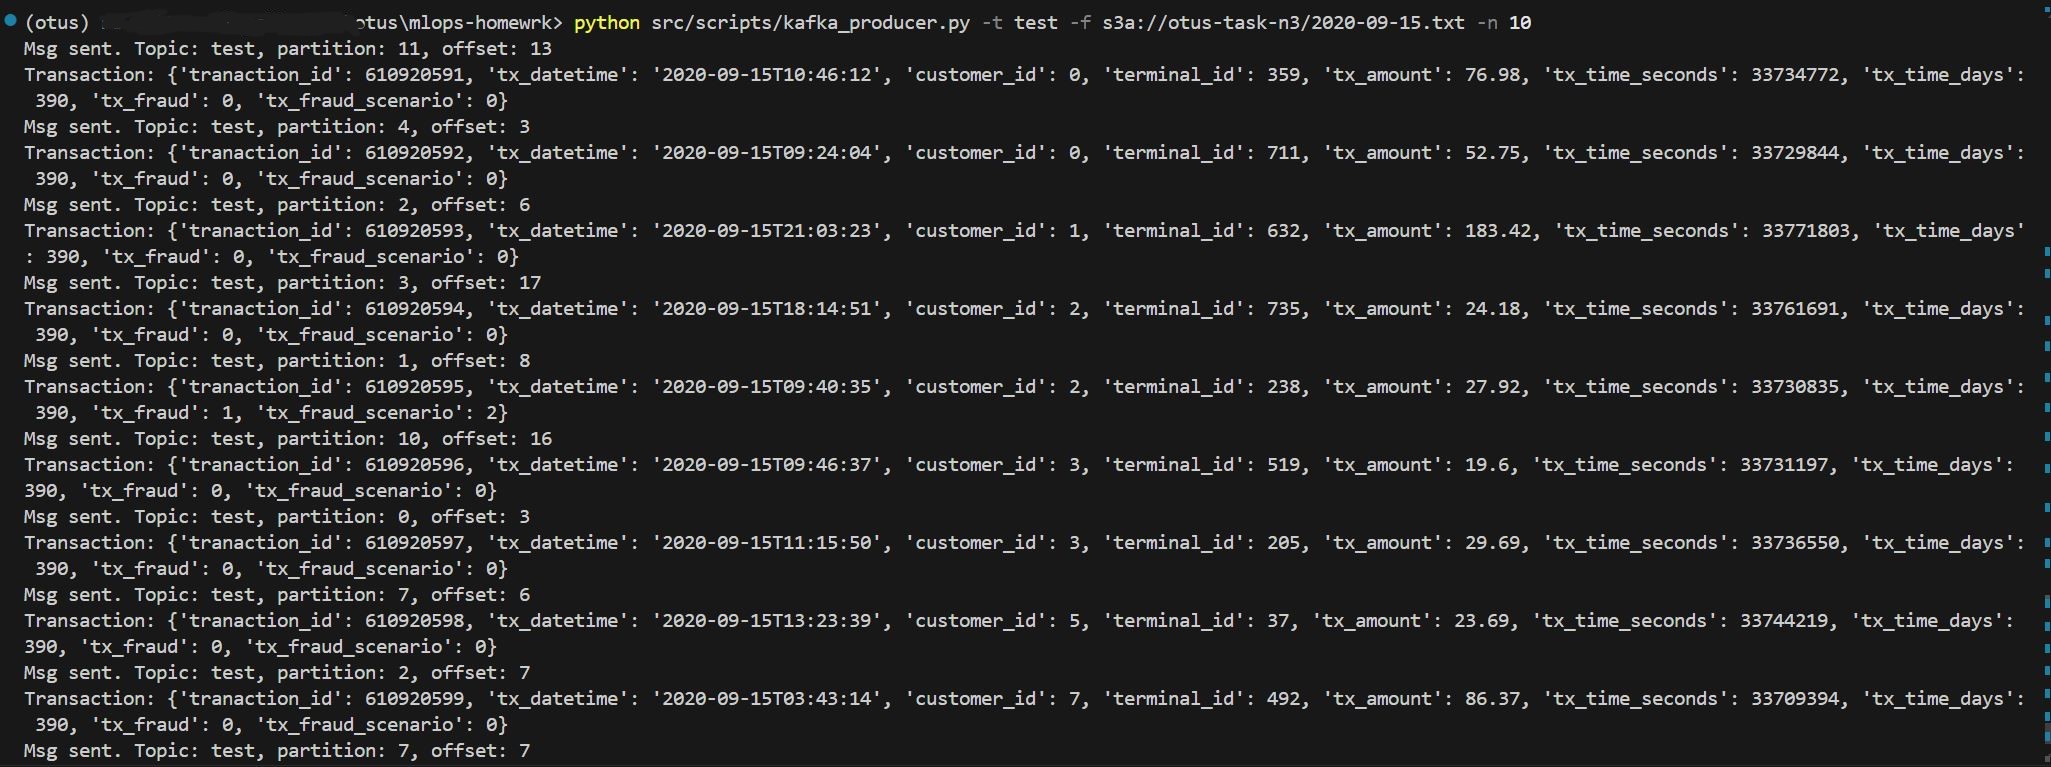 (otus) otus\mlops-homewrk> python src/scripts/kafka_producer.py -t test -f s3a://otus-task-n3/2020-09-15.txt -n 10
Msg sent. Topic: test, partition: 11, offset: 13
Transaction: {'tranaction_id': 610920591, 'tx_datetime': '2020-09-15T10:46:12', 'customer_id': 0, 'terminal_id': 359, 'tx_amount': 76.98, 'tx_time_seconds': 33734772, 'tx_time_days':
390, 'tx_fraud': 0, 'tx_fraud_scenario': 0}
Msg sent. Topic: test, partition: 4, offset: 3
Transaction: {'tranaction_id': 610920592, 'tx_datetime': '2020-09-15T09:24:04', 'customer_id': 0, 'terminal_id': 711, 'tx_amount': 52.75, 'tx_time_seconds': 33729844, 'tx_time_days':
390, 'tx_fraud': 0, 'tx_fraud_scenario': 0}
Msg sent. Topic: test, partition: 2, offset: 6
Transaction: {'tranaction_id': 610920593, 'tx_datetime': '2020-09-15T21:03:23', 'customer_id': 1, 'terminal_id': 632, 'tx_amount': 183.42, 'tx_time_seconds': 33771803, 'tx_time_days'
: 390, 'tx_fraud': 0, 'tx_fraud_scenario': 0}
Msg sent. Topic: test, partition: 3, offset: 17
Transaction: {'tranaction_id': 610920594, 'tx_datetime': '2020-09-15T18:14:51', 'customer_id': 2, 'terminal_id': 735, 'tx_amount': 24.18, 'tx_time_seconds': 33761691, 'tx_time_days':
390, 'tx_fraud': 0, 'tx_fraud_scenario': 0}
Msg sent. Topic: test, partition: 1, offset: 8
Transaction: {'tranaction_id': 610920595, 'tx_datetime': '2020-09-15T09:40:35', 'customer_id': 2, 'terminal_id': 238, 'tx_amount': 27.92, 'tx_time_seconds': 33730835, 'tx_time_days':
390, 'tx_fraud': 1, 'tx_fraud_scenario': 2}
Msg sent. Topic: test, partition: 10, offset: 16
Transaction: {'tranaction_id': 610920596, 'tx_datetime': '2020-09-15T09:46:37', 'customer_id': 3, 'terminal_id': 519, 'tx_amount': 19.6, 'tx_time_seconds': 33731197, 'tx_time_days':
390, 'tx_fraud': 0, 'tx_fraud_scenario': 0}
Msg sent. Topic: test, partition: 0, offset: 3
Transaction: {'tranaction_id': 610920597, 'tx_datetime': '2020-09-15T11:15:50', 'customer_id': 3, 'terminal_id': 205, 'tx_amount': 29.69, 'tx_time_seconds': 33736550, 'tx_time_days':
390, 'tx_fraud': 0, 'tx_fraud_scenario': 0}
Msg sent. Topic: test, partition: 7, offset: 6
Transaction: {'tranaction_id': 610920598, 'tx_datetime': '2020-09-15T13:23:39', 'customer_id': 5, 'terminal_id': 37, 'tx_amount': 23.69, 'tx_time_seconds': 33744219, 'tx_time_days':
390, 'tx_fraud': 0, 'tx_fraud_scenario': 0}
Msg sent. Topic: test, partition: 2, offset: 7
Transaction: {'tranaction_id': 610920599, 'tx_datetime': '2020-09-15T03:43:14', 'customer_id': 7, 'terminal_id': 492, 'tx_amount': 86.37, 'tx_time_seconds': 33709394, 'tx_time_days':
390, 'tx_fraud': 0, 'tx_fraud_scenario': 0}
Msg sent. Topic: test, partition: 7, offset: 7